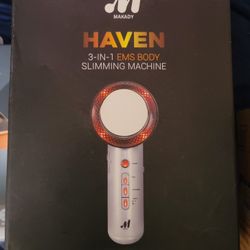 M
MAKADY
HAVEN
3-IN-1 EMS BODY
SLIMMING MACHINE
M